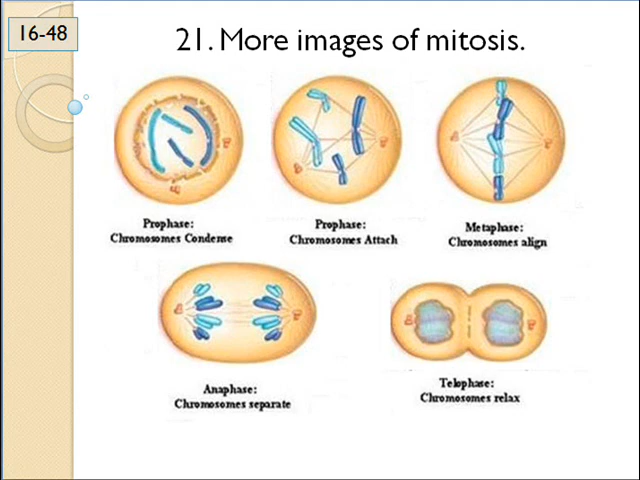 16-48
21. More images of mitosis.
Prophase:
Chromosomes Condense
Prophase:
Chromosomes Attach
Metaphase:
Chromosomes align
Anaphase:
Chromosomes separate
Telophase:
Chromosomes relax